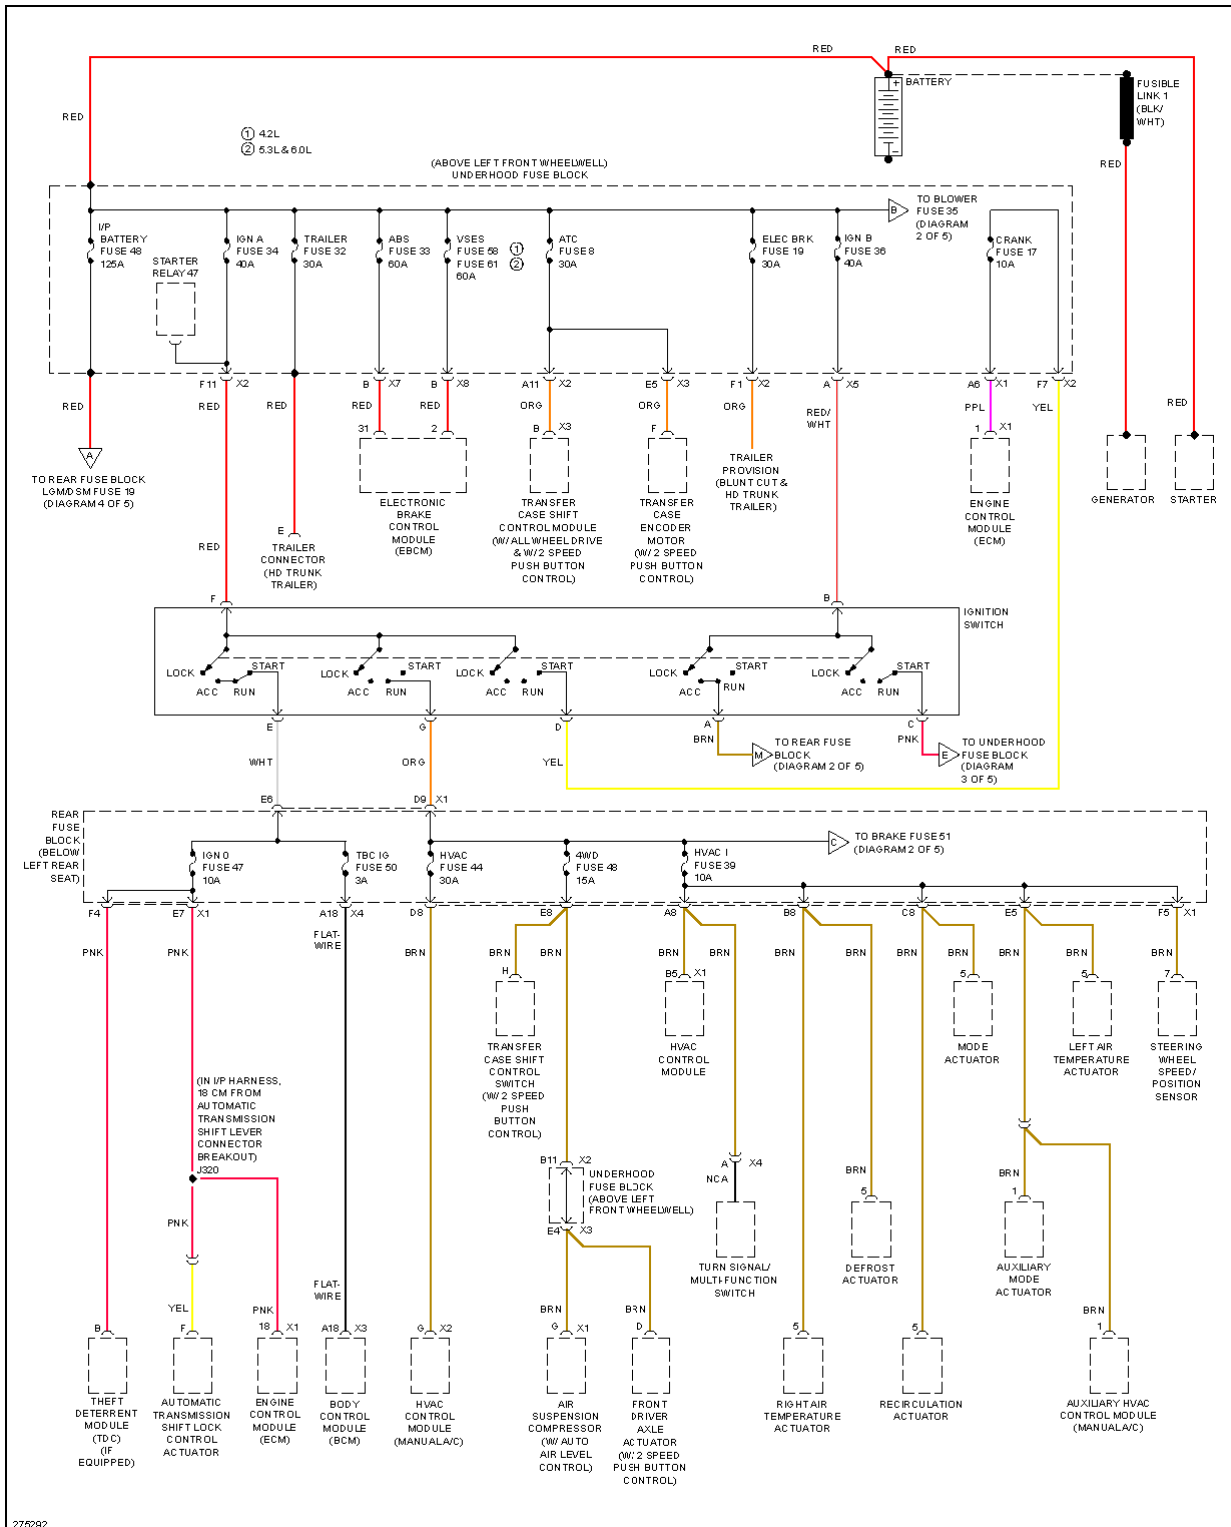 RED
RED
RED
+ BATTERY
-
FUSIBLE
LINK 1
(BLK/
WHT)
RED
1 4.2L
2 5.3L & 6.0L
(ABOVE LEFT FRONT WHEELWELL)
UNDERHOOD FUSE BLOCK
I/P
BATTERY
FUSE 48
125A
STARTER
RELAY 47
IGN A
FUSE 34
40A
TRAILER
FUSE 32
30A
ABS
FUSE 33
60A
VSES
FUSE 58
FUSE 61
60A
1
2
ATC
FUSE 8
30A
ELEC BRK
FUSE 19
30A
IGN B
FUSE 36
40A
B
TO BLOWER
FUSE 35
(DIAGRAM
2 OF 5)
CRANK
FUSE 17
10A
F11 X2
B X7
B X8
A11 X2
E5 X3
F1 X2
A X5
A6 X1
F7 X2
RED
RED
RED
RED
RED
ORG
ORG
ORG
RED/
WHT
PPL
YEL
RED
A
TO REAR FUSE BLOCK
LGM/DSM FUSE 19
(DIAGRAM 4 OF 5)
31
2
B X3
F
1 X1
ELECTRONIC
BRAKE
CONTROL
MODULE
(EBCM)
TRANSFER
CASE SHIFT
CONTROL MODULE
(W/ ALL WHEEL DRIVE
& W/ 2 SPEED
PUSH BUTTON
CONTROL)
TRANSFER
CASE
ENCODER
MOTOR
(W/ 2 SPEED
PUSH BUTTON
CONTROL)
TRAILER
PROVISION
(BLUNT CUT &
HD TRUNK
TRAILER)
ENGINE
CONTROL
MODULE
(ECM)
GENERATOR
STARTER
RED
E
TRAILER
CONNECTOR
(HD TRUNK
TRAILER)
F
B
IGNITION
SWITCH
LOCK
ACC
RUN
START
LOCK
ACC
RUN
START
LOCK
ACC
RUN
START
LOCK
ACC
RUN
START
LOCK
ACC
RUN
START
E
G
D
A
C
WHT
ORG
YEL
BRN
M
TO REAR FUSE
BLOCK
(DIAGRAM 2 OF 5)
PNK
E
TO UNDERHOOD
FUSE BLOCK
(DIAGRAM
3 OF 5)
E6
D9 X1
REAR
FUSE
BLOCK
(BELOW
LEFT REAR
SEAT)
IGN 0
FUSE 47
10A
TBC IG
FUSE 50
3A
HVAC
FUSE 44
30A
4WD
FUSE 48
15A
HVAC I
FUSE 39
10A
C
TO BRAKE FUSE 51
(DIAGRAM 2 OF 5)
F4
E7 X1
A18 X4
D8
E8
A8
B8
C8
E5
F5 X1
PNK
PNK
FLAT-
WIRE
BRN
BRN
BRN
BRN
BRN
BRN
BRN
BRN
BRN
BRN
BRN
BRN
H
B5 X1
5
5
7
TRANSFER
CASE SHIFT
CONTROL
SWITCH
(W/ 2 SPEED
PUSH
BUTTON
CONTROL)
HVAC
CONTROL
MODULE
MODE
ACTUATOR
LEFT AIR
TEMPERATURE
ACTUATOR
STEERING
WHEEL
SPEED/
POSITION
SENSOR
(IN I/P HARNESS,
18 CM FROM
AUTOMATIC
TRANSMISSION
SHIFT LEVER
CONNECTOR
BREAKOUT)
J320
B11 X2
UNDERHOOD
FUSE BLOCK
(ABOVE LEFT
FRONT WHEELWELL)
E4 X3
A X4
NCA
TURN SIGNAL/
MULTI-FUNCTION
SWITCH
BRN
5
DEFROST
ACTUATOR
BRN
1
AUXILIARY
MODE
ACTUATOR
PNK
YEL
PNK
FLAT-
WIRE
BRN
BRN
BRN
BRN
B
F
18 X1
A18 X3
G X2
G X1
D
5
5
1
THEFT
DETERRENT
MODULE
(TDC)
(IF
EQUIPPED)
AUTOMATIC
TRANSMISSION
SHIFT LOCK
CONTROL
ACTUATOR
ENGINE
CONTROL
MODULE
(ECM)
BODY
CONTROL
MODULE
(BCM)
HVAC
CONTROL
MODULE
(MANUAL A/C)
AIR
SUSPENSION
COMPRESSOR
(W/ AUTO
AIR LEVEL
CONTROL)
FRONT
DRIVER
AXLE
ACTUATOR
(W/ 2 SPEED
PUSH BUTTON
CONTROL)
RIGHT AIR
TEMPERATURE
ACTUATOR
RECIRCULATION
ACTUATOR
AUXILIARY HVAC
CONTROL MODULE
(MANUAL A/C)
275292